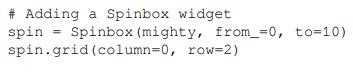 # Adding a Spinbox widget
spin = Spinbox(mighty, from_=0, to=10)
spin.grid(column=0, row=2)